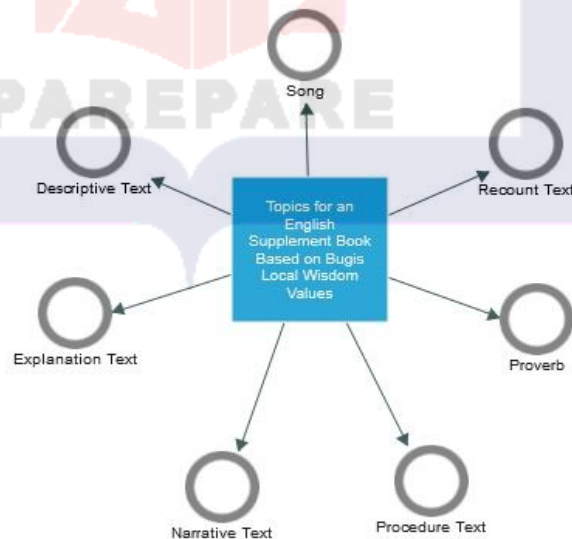 PAREPARE
Song
Descriptive Text
Recount Text
Topics for an
English
Supplement Book
Based on Bugis
Local Wisdom
Values
Explanation Text
Proverb
Narrative Text
Procedure Text